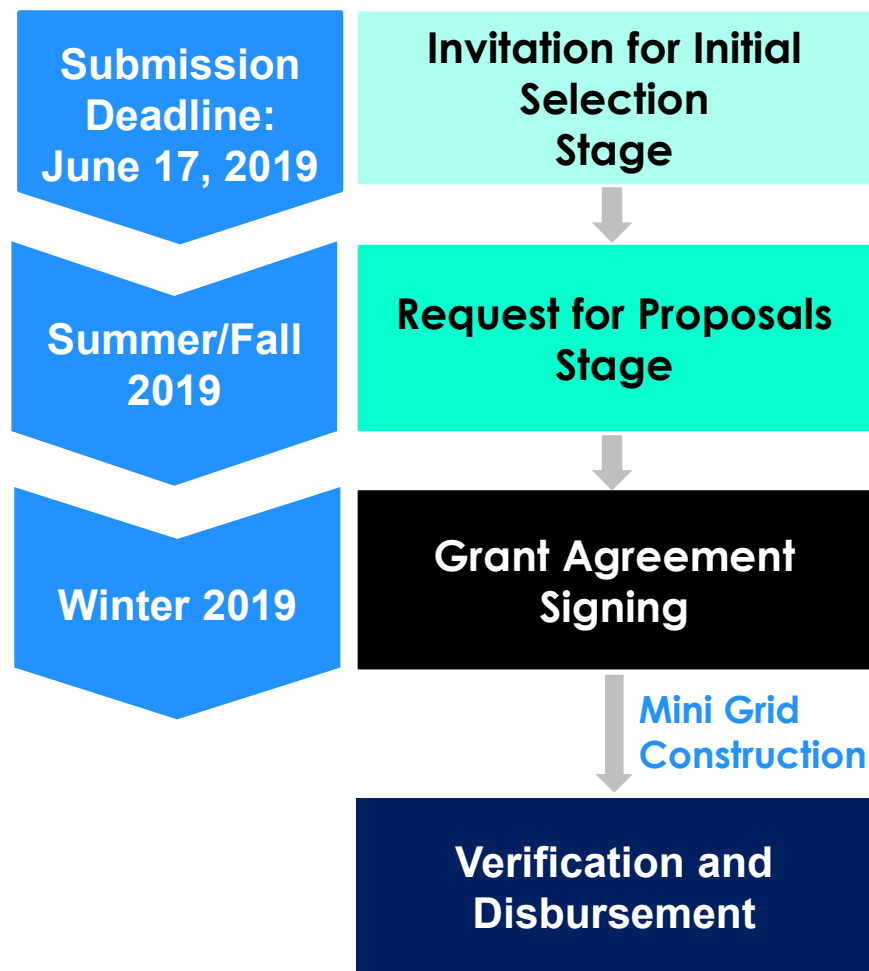 Submission
Deadline:
June 17, 2019
Invitation for Initial
Selection
Stage
Summer/Fall
2019
Request for Proposals
Stage
Winter 2019
Grant Agreement
Signing
Mini Grid
Construction
Verification and
Disbursement